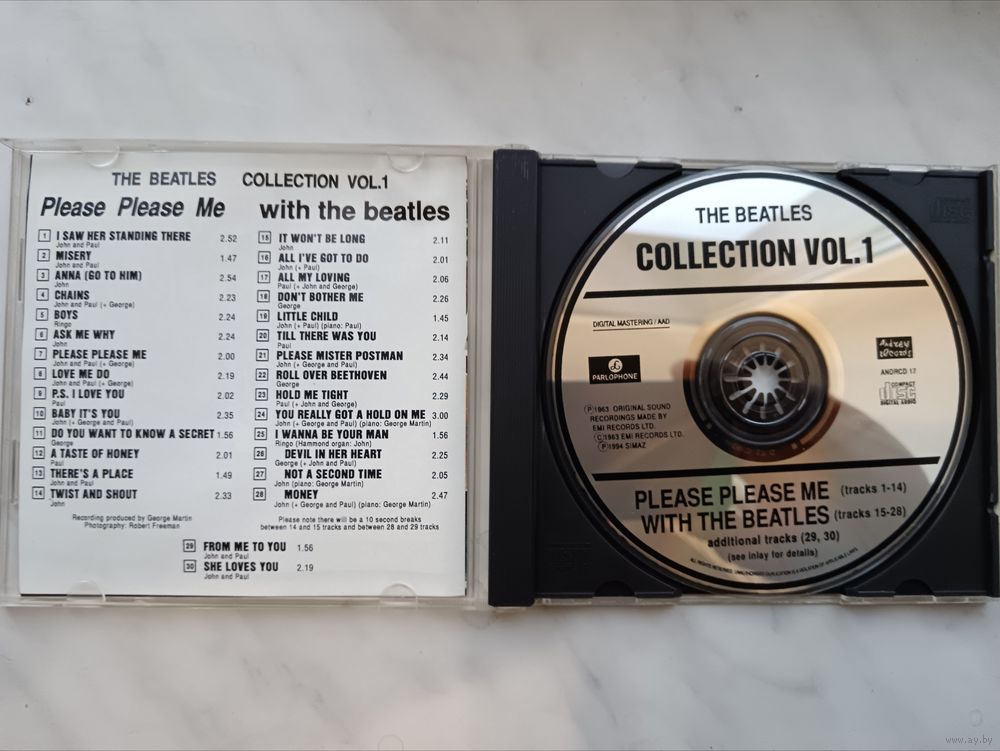 THE BEATLES COLLECTION VOL.1
Please Please Me
1 I SAW HER STANDING THERE 2.52
John and Paul
2 MISERY 1.47
John and Paul
3 ANNA (GO TO HIM) 2.54
John
4 CHAINS 2.23
John and Paul (+ George)
5 BOYS 2.24
Ringo
6 ASK ME WHY 2.24
John
7 PLEASE PLEASE ME 2.00
John and Paul (+ George)
8 LOVE ME DO 2.19
John and Paul
9 P.S. I LOVE YOU 2.02
Paul
10 BABY IT'S YOU 2.35
John (+ Paul and George)
11 DO YOU WANT TO KNOW A SECRET 1.56
George
12 A TASTE OF HONEY 2.01
Paul
13 THERE'S A PLACE 1.49
John and Paul
14 TWIST AND SHOUT 2.33
John
Recording produced by George Martin
Photography: Robert Freeman
with the beatles
15 IT WON'T BE LONG 2.11
John
16 ALL I'VE GOT TO DO 2.01
John (+ Paul)
17 ALL MY LOVING 2.06
Paul (+ John and George)
18 DON'T BOTHER ME 2.26
George
19 LITTLE CHILD 1.45
John (+ Paul) (piano: Paul)
20 TILL THERE WAS YOU 2.14
Paul
21 PLEASE MISTER POSTMAN 2.34
John (+ George and Paul)
22 ROLL OVER BEETHOVEN 2.44
George
23 HOLD ME TIGHT 2.29
Paul (+ John and George)
24 YOU REALLY GOT A HOLD ON ME 3.00
John (+ George and Paul) (piano: George Martin)
25 I WANNA BE YOUR MAN 1.56
Ringo (Hammond organ: John)
26 DEVIL IN HER HEART 2.25
George (+ John and Paul)
27 NOT A SECOND TIME 2.05
John (piano: George Martin)
28 MONEY 2.47
John (+ George and Paul) (piano: George Martin)
Please note there will be a 10 second breaks
between 14 and 15 tracks and between 28 and 29 tracks
29 FROM ME TO YOU 1.56
John and Paul
30 SHE LOVES YOU 2.19
John and Paul
THE BEATLES
COLLECTION VOL.1
DIGITAL MASTERING / AAD
PARLOPHONE
Ⓟ1963 ORIGINAL SOUND
RECORDINGS MADE BY
EMI RECORDS LTD.
Ⓒ1963 EMI RECORDS LTD.
Ⓟ1994 SIMAZ
Andrey
Records
ANDRCD 17
COMPACT
disc
DIGITAL AUDIO
PLEASE PLEASE ME (tracks 1-14)
WITH THE BEATLES (tracks 15-28)
additional tracks (29, 30)
(see inlay for details)
ALL RIGHTS RESERVED. UNAUTHORISED DUPLICATION IS A VIOLATION OF APPLICABLE LAWS
www.ay.by